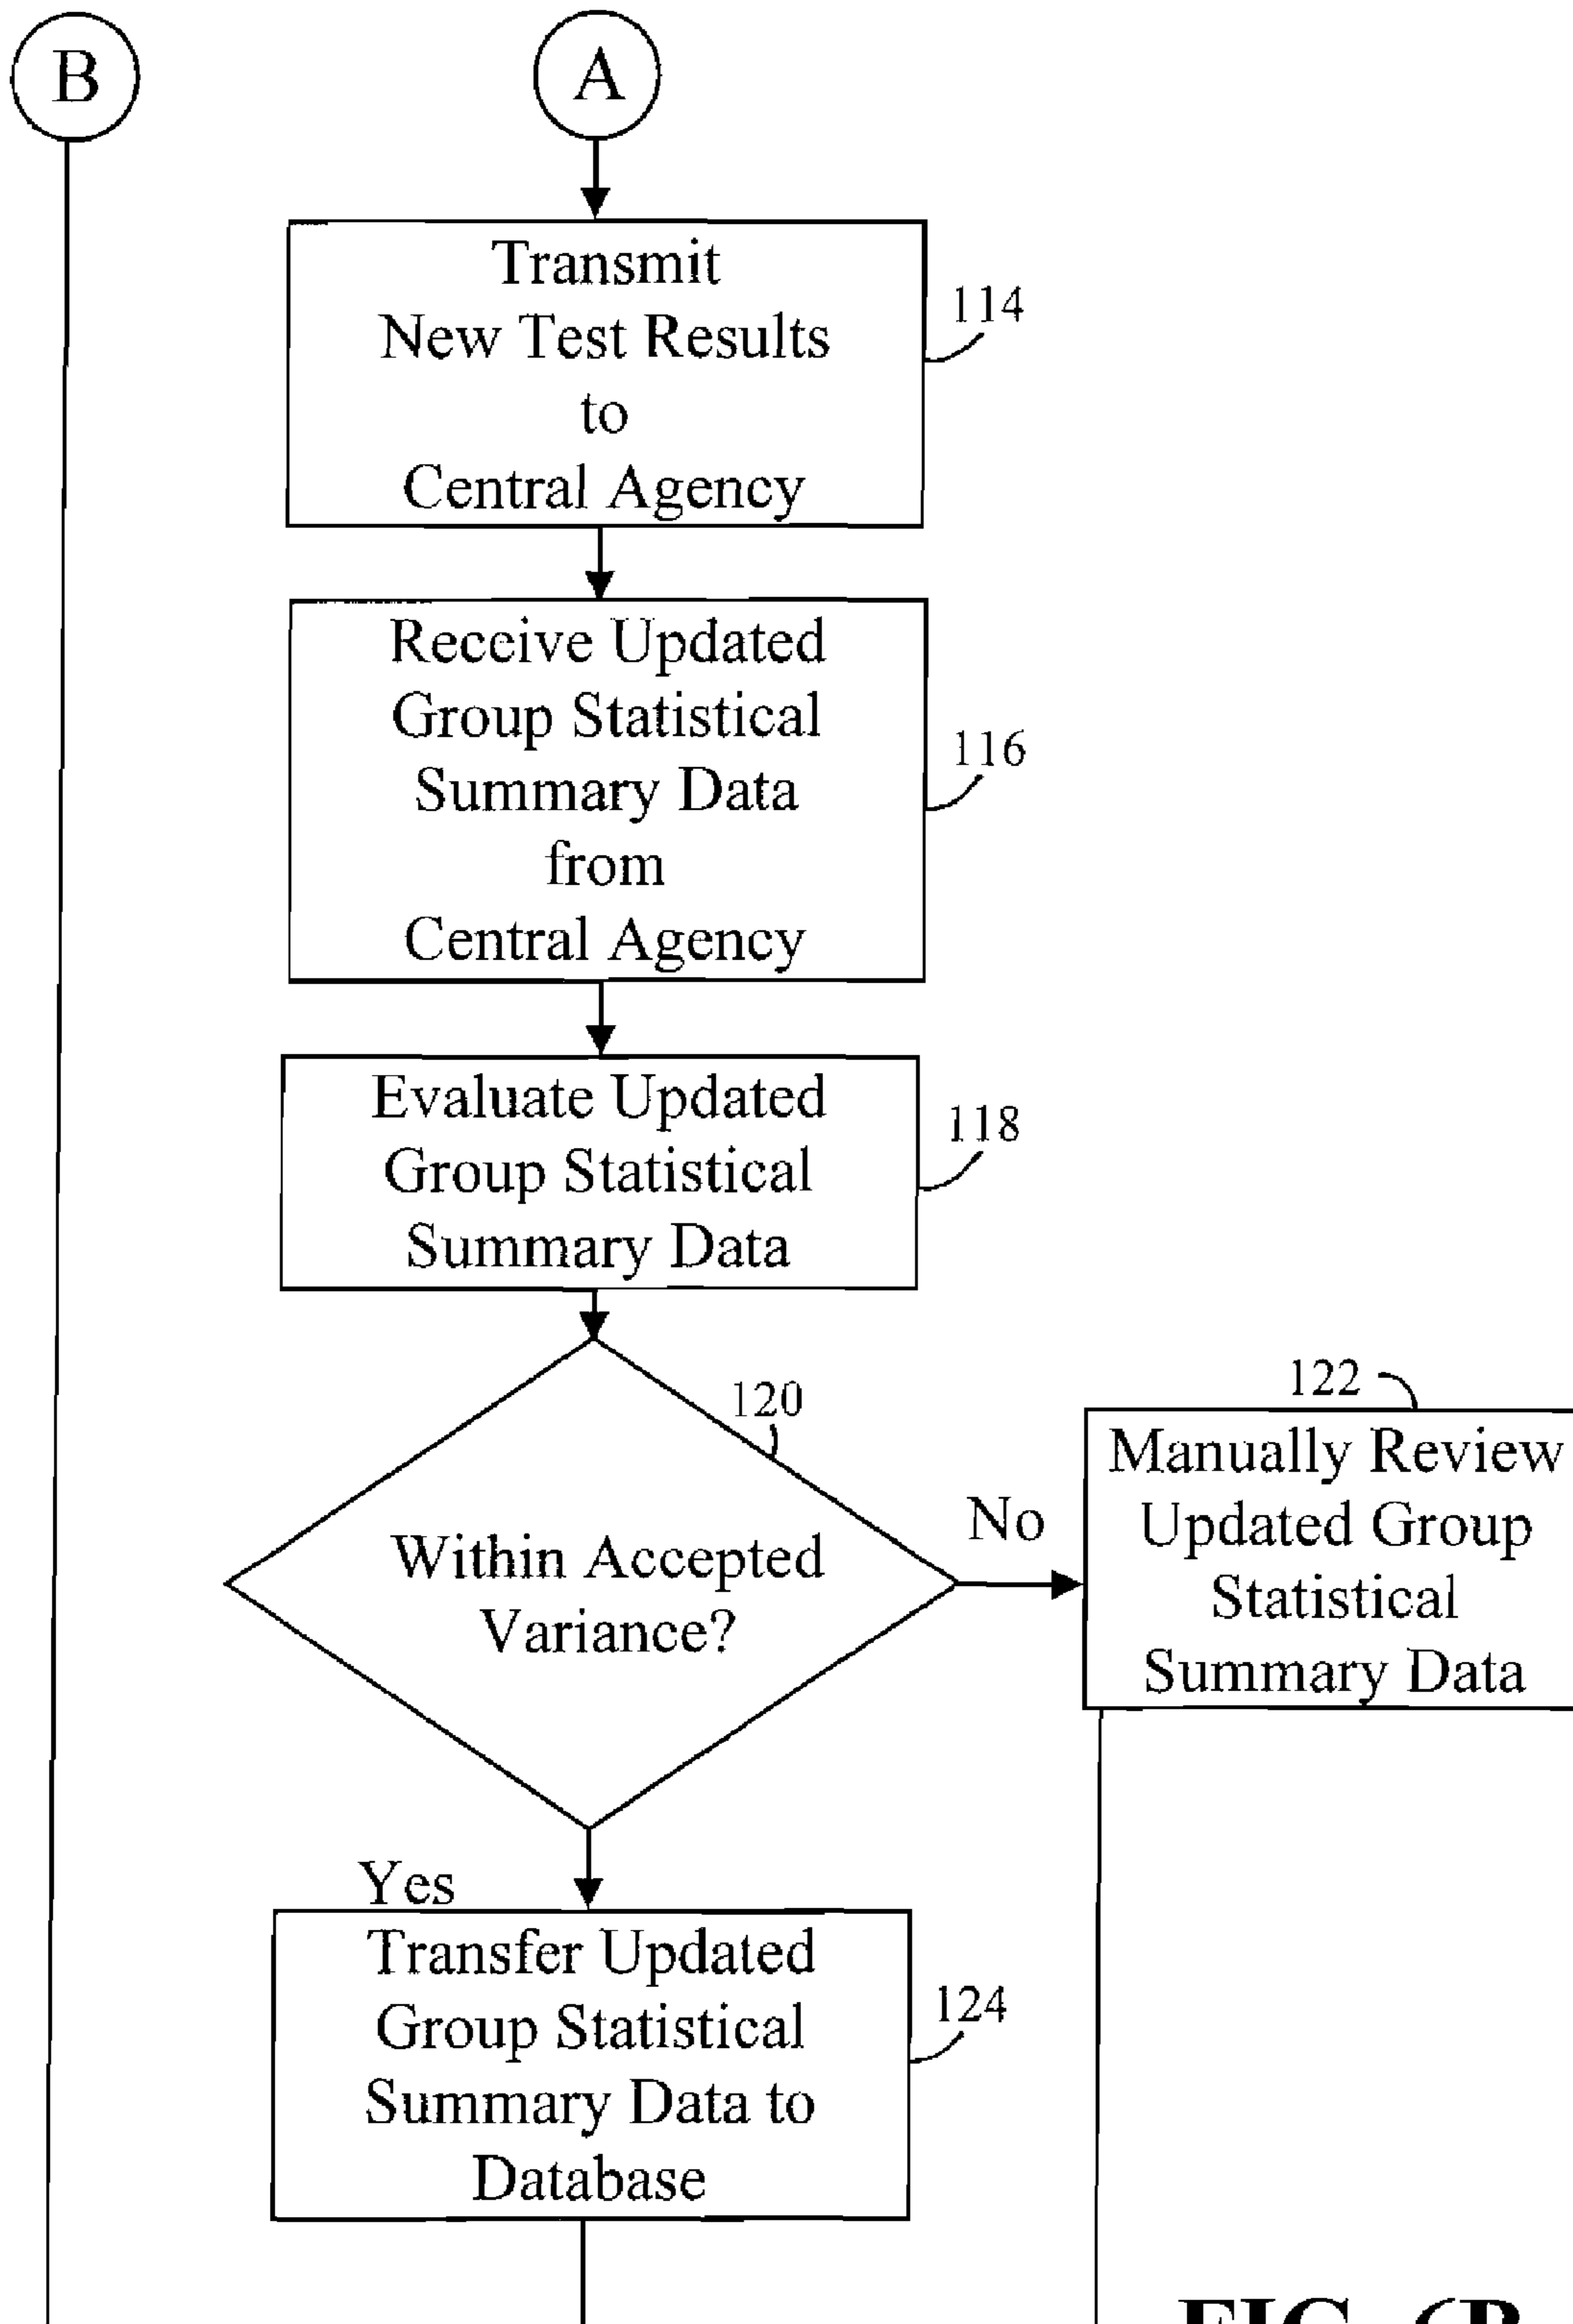 B
A
Transmit
New Test Results
to
Central Agency
114
Receive Updated
Group Statistical
Summary Data
from
Central Agency
116
Evaluate Updated
Group Statistical
Summary Data
118
120
Within Accepted
Variance?
No
122
Manually Review
Updated Group
Statistical
Summary Data
Yes
Transfer Updated
Group Statistical
Summary Data to
Database
124
FIG. 6B